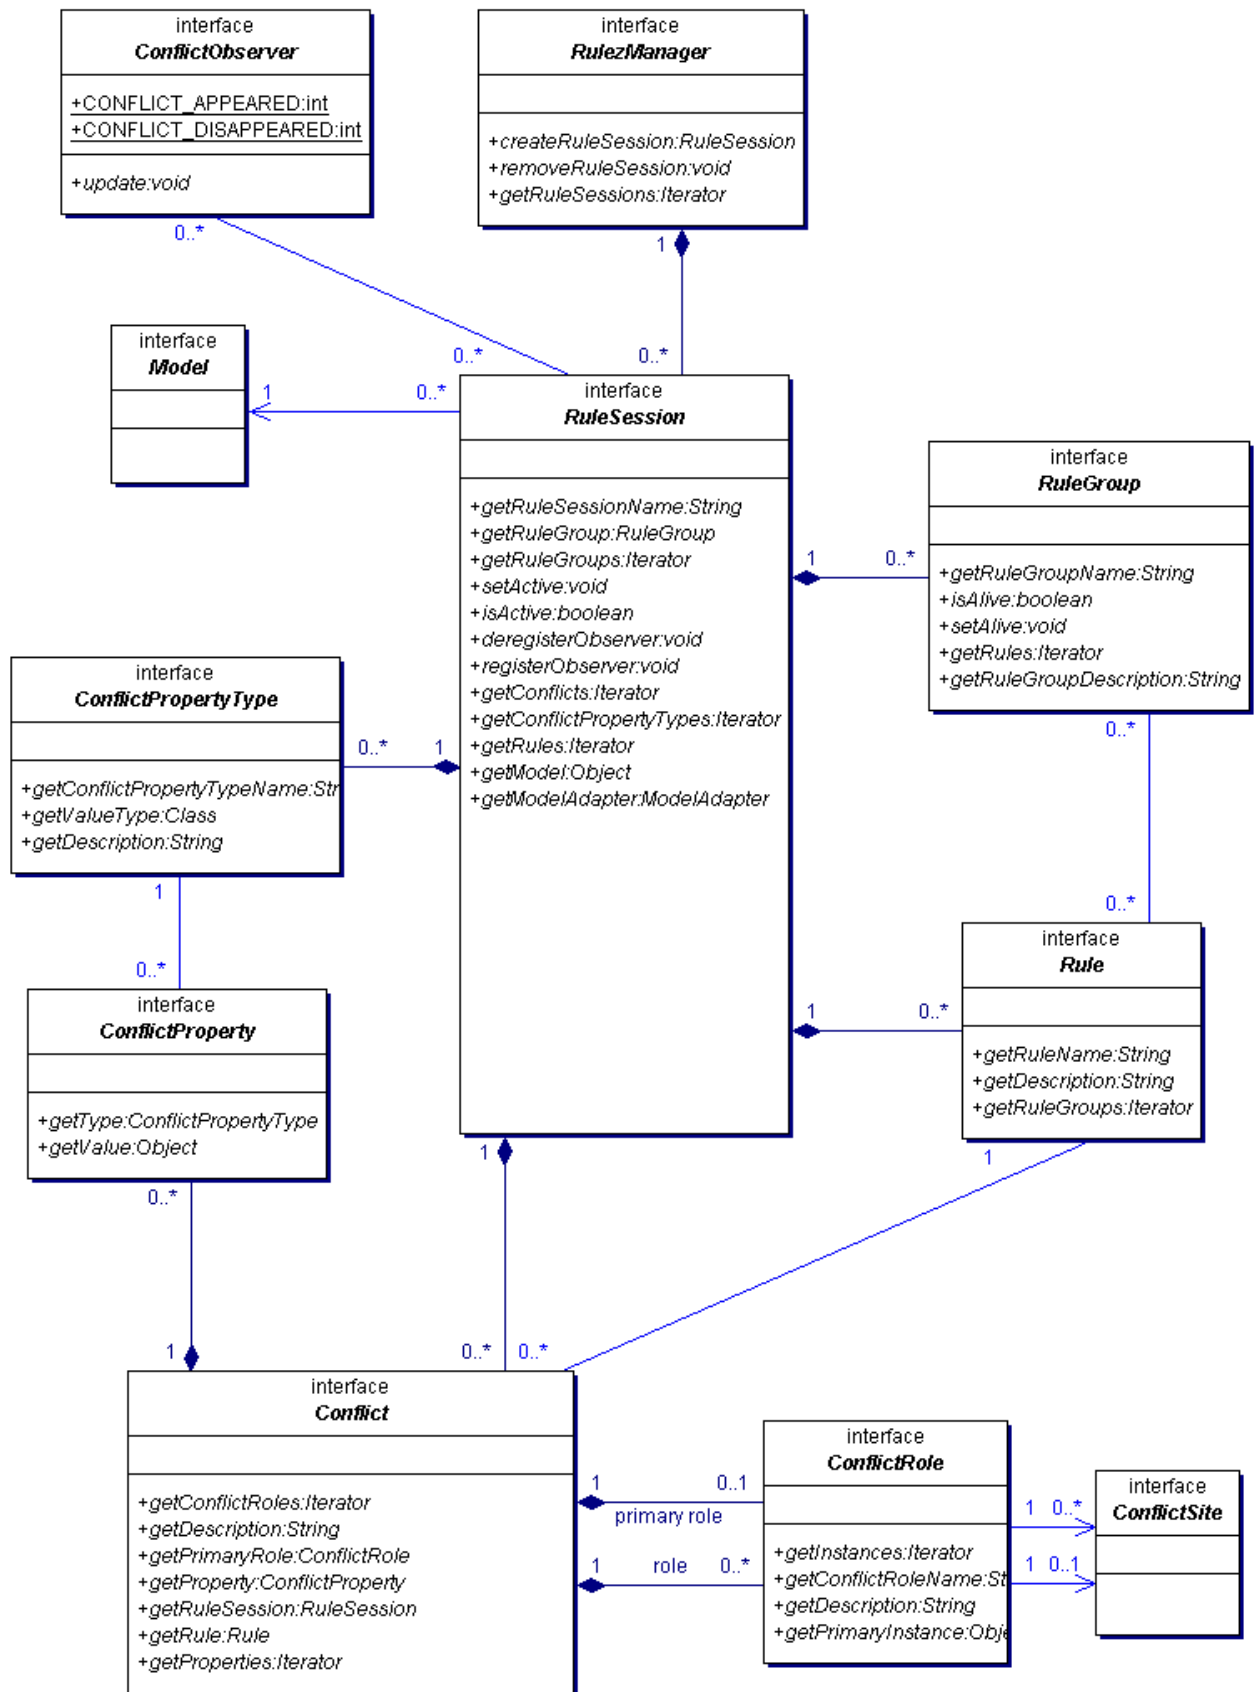 interface
ConflictObserver
+CONFLICT_APPEARED:int
+CONFLICT_DISAPPEARED:int
+update:void
0..*
interface
RulezManager
+createRuleSession:RuleSession
+removeRuleSession:void
+getRuleSessions:Iterator
1
0..*
0..*
interface
Model
1
0..*
interface
RuleSession
+getRuleSessionName:String
+getRuleGroup:RuleGroup
+getRuleGroups:Iterator
+setActive:void
+isActive:boolean
+deregisterObserver:void
+registerObserver:void
+getConflicts:Iterator
+getConflictPropertyTypes:Iterator
+getRules:Iterator
+getModel:Object
+getModelAdapter:ModelAdapter
1
0..*
interface
RuleGroup
+getRuleGroupName:String
+isAlive:boolean
+setAlive:void
+getRules:Iterator
+getRuleGroupDescription:String
0..*
0..*
interface
ConflictPropertyType
+getConflictPropertyTypeName:Str
+getValueType:Class
+getDescription:String
0..*
1
1
0..*
interface
ConflictProperty
+getType:ConflictPropertyType
+getValue:Object
0..*
1
1
0..*
interface
Rule
+getRuleName:String
+getDescription:String
+getRuleGroups:Iterator
1
1
0..*
0..*
interface
Conflict
+getConflictRoles:Iterator
+getDescription:String
+getPrimaryRole:ConflictRole
+getProperty:ConflictProperty
+getRuleSession:RuleSession
+getRule:Rule
+getProperties:Iterator
1
0..1
primary role
1
role
0..*
interface
ConflictRole
+getInstances:Iterator
+getConflictRoleName:St
+getDescription:String
+getPrimaryInstance:Obje
1
0..*
1
0..1
interface
ConflictSite